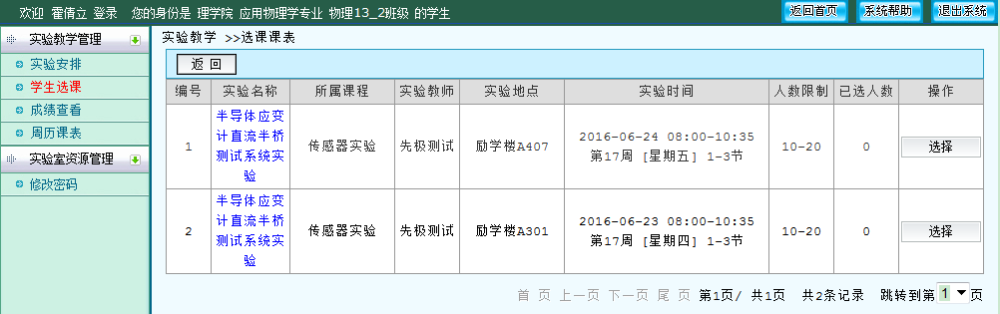 欢迎 霍倩立 登录 您的身份是 理学院 应用物理学专业 物理13_2班级 的学生
返回首页 系统帮助 退出系统
实验教学管理
实验安排
学生选课
成绩查看
周历课表
实验室资源管理
修改密码
实验教学 >>选课课表
返 回
编号 实验名称 所属课程 实验教师 实验地点 实验时间 人数限制 已选人数 操作
1
半导体应变
计直流半桥
测试系统实
验
传感器实验 先极测试 励学楼A407
2016-06-24 08:00-10:35
第17周 [星期五] 1-3节
10-20 0 选择
2
半导体应变
计直流半桥
测试系统实
验
传感器实验 先极测试 励学楼A301
2016-06-23 08:00-10:35
第17周 [星期四] 1-3节
10-20 0 选择
首 页 上一页 下一页 尾 页 第1页/ 共1页 共2条记录 跳转到第 1 页